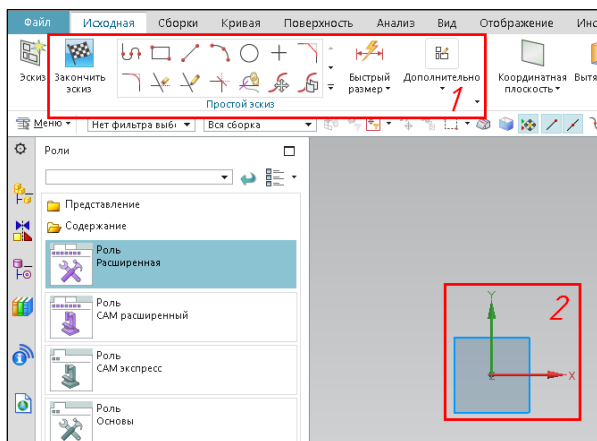 Файл Исходная Сборки Кривая Поверхность Анализ Вид Отображение Инс
Эскиз Закончить эскиз Быстрый размер Дополнительно Координатная плоскость Вытя
Простой эскиз
1
Меню Нет фильтра выбо Вся сборка
Роли
Представление
Содержание
Роль
Расширенная
Роль
CAM расширенный
Роль
CAM экспресс
Роль
Основы
2
Y
Z
X